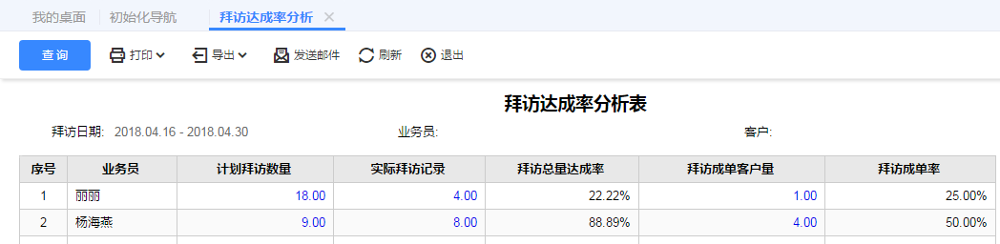 我的桌面 初始化导航 拜访达成率分析
查询 打印 导出 发送邮件 刷新 退出
拜访达成率分析表
拜访日期: 2018.04.16 - 2018.04.30 业务员: 客户:
序号 业务员 计划拜访数量 实际拜访记录 拜访总量达成率 拜访成单客户量 拜访成单率
1 丽丽 18.00 4.00 22.22% 1.00 25.00%
2 杨海燕 9.00 8.00 88.89% 4.00 50.00%